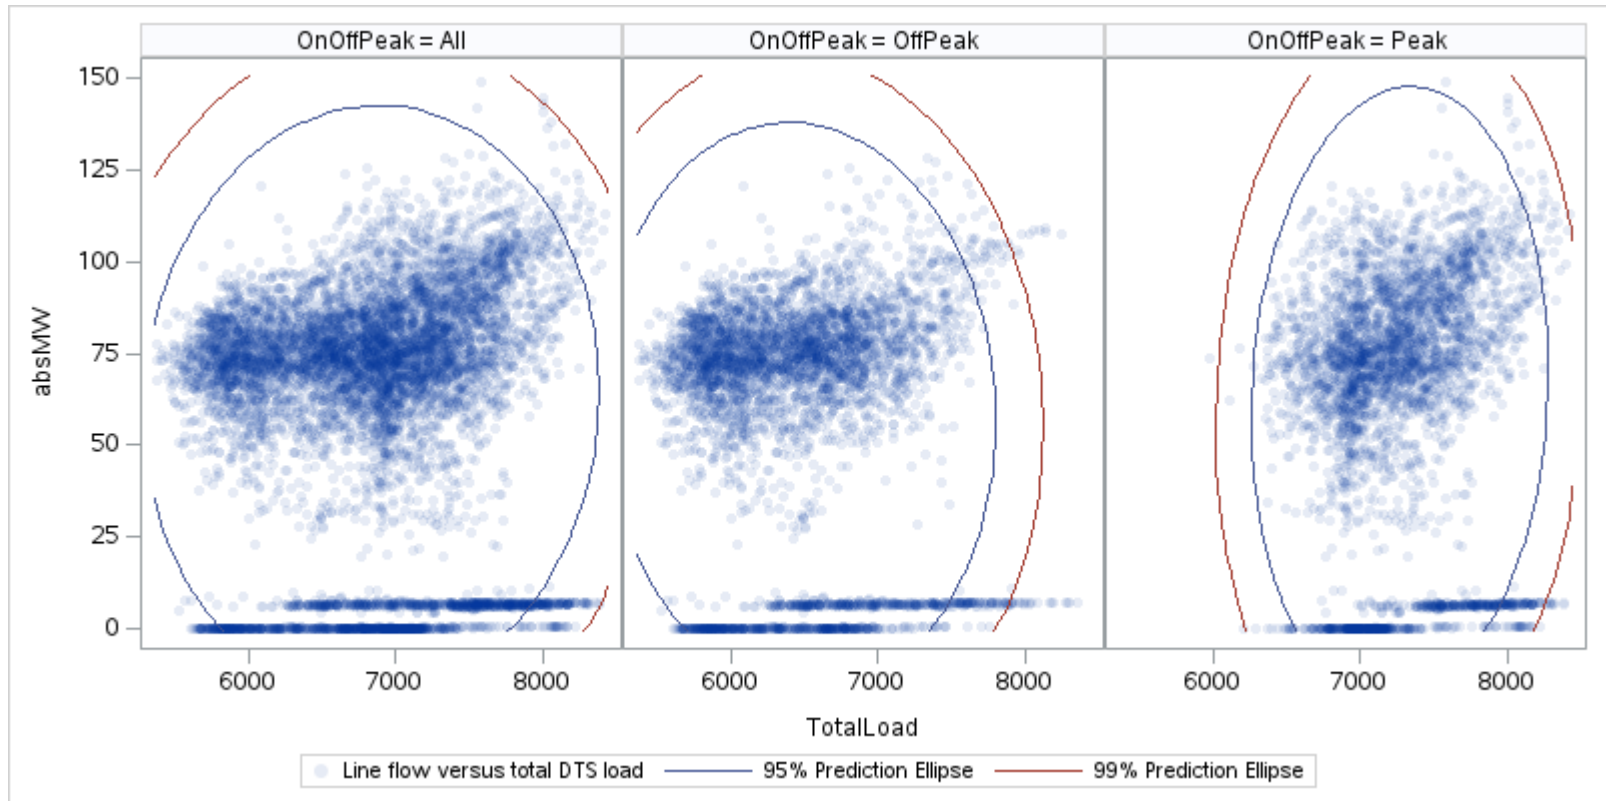 OnOffPeak = All
OnOffPeak = OffPeak
OnOffPeak = Peak
150
125
100
75
50
25
0
absMW
6000 7000 8000
6000 7000 8000
6000 7000 8000
TotalLoad
Line flow versus total DTS load
95% Prediction Ellipse
99% Prediction Ellipse